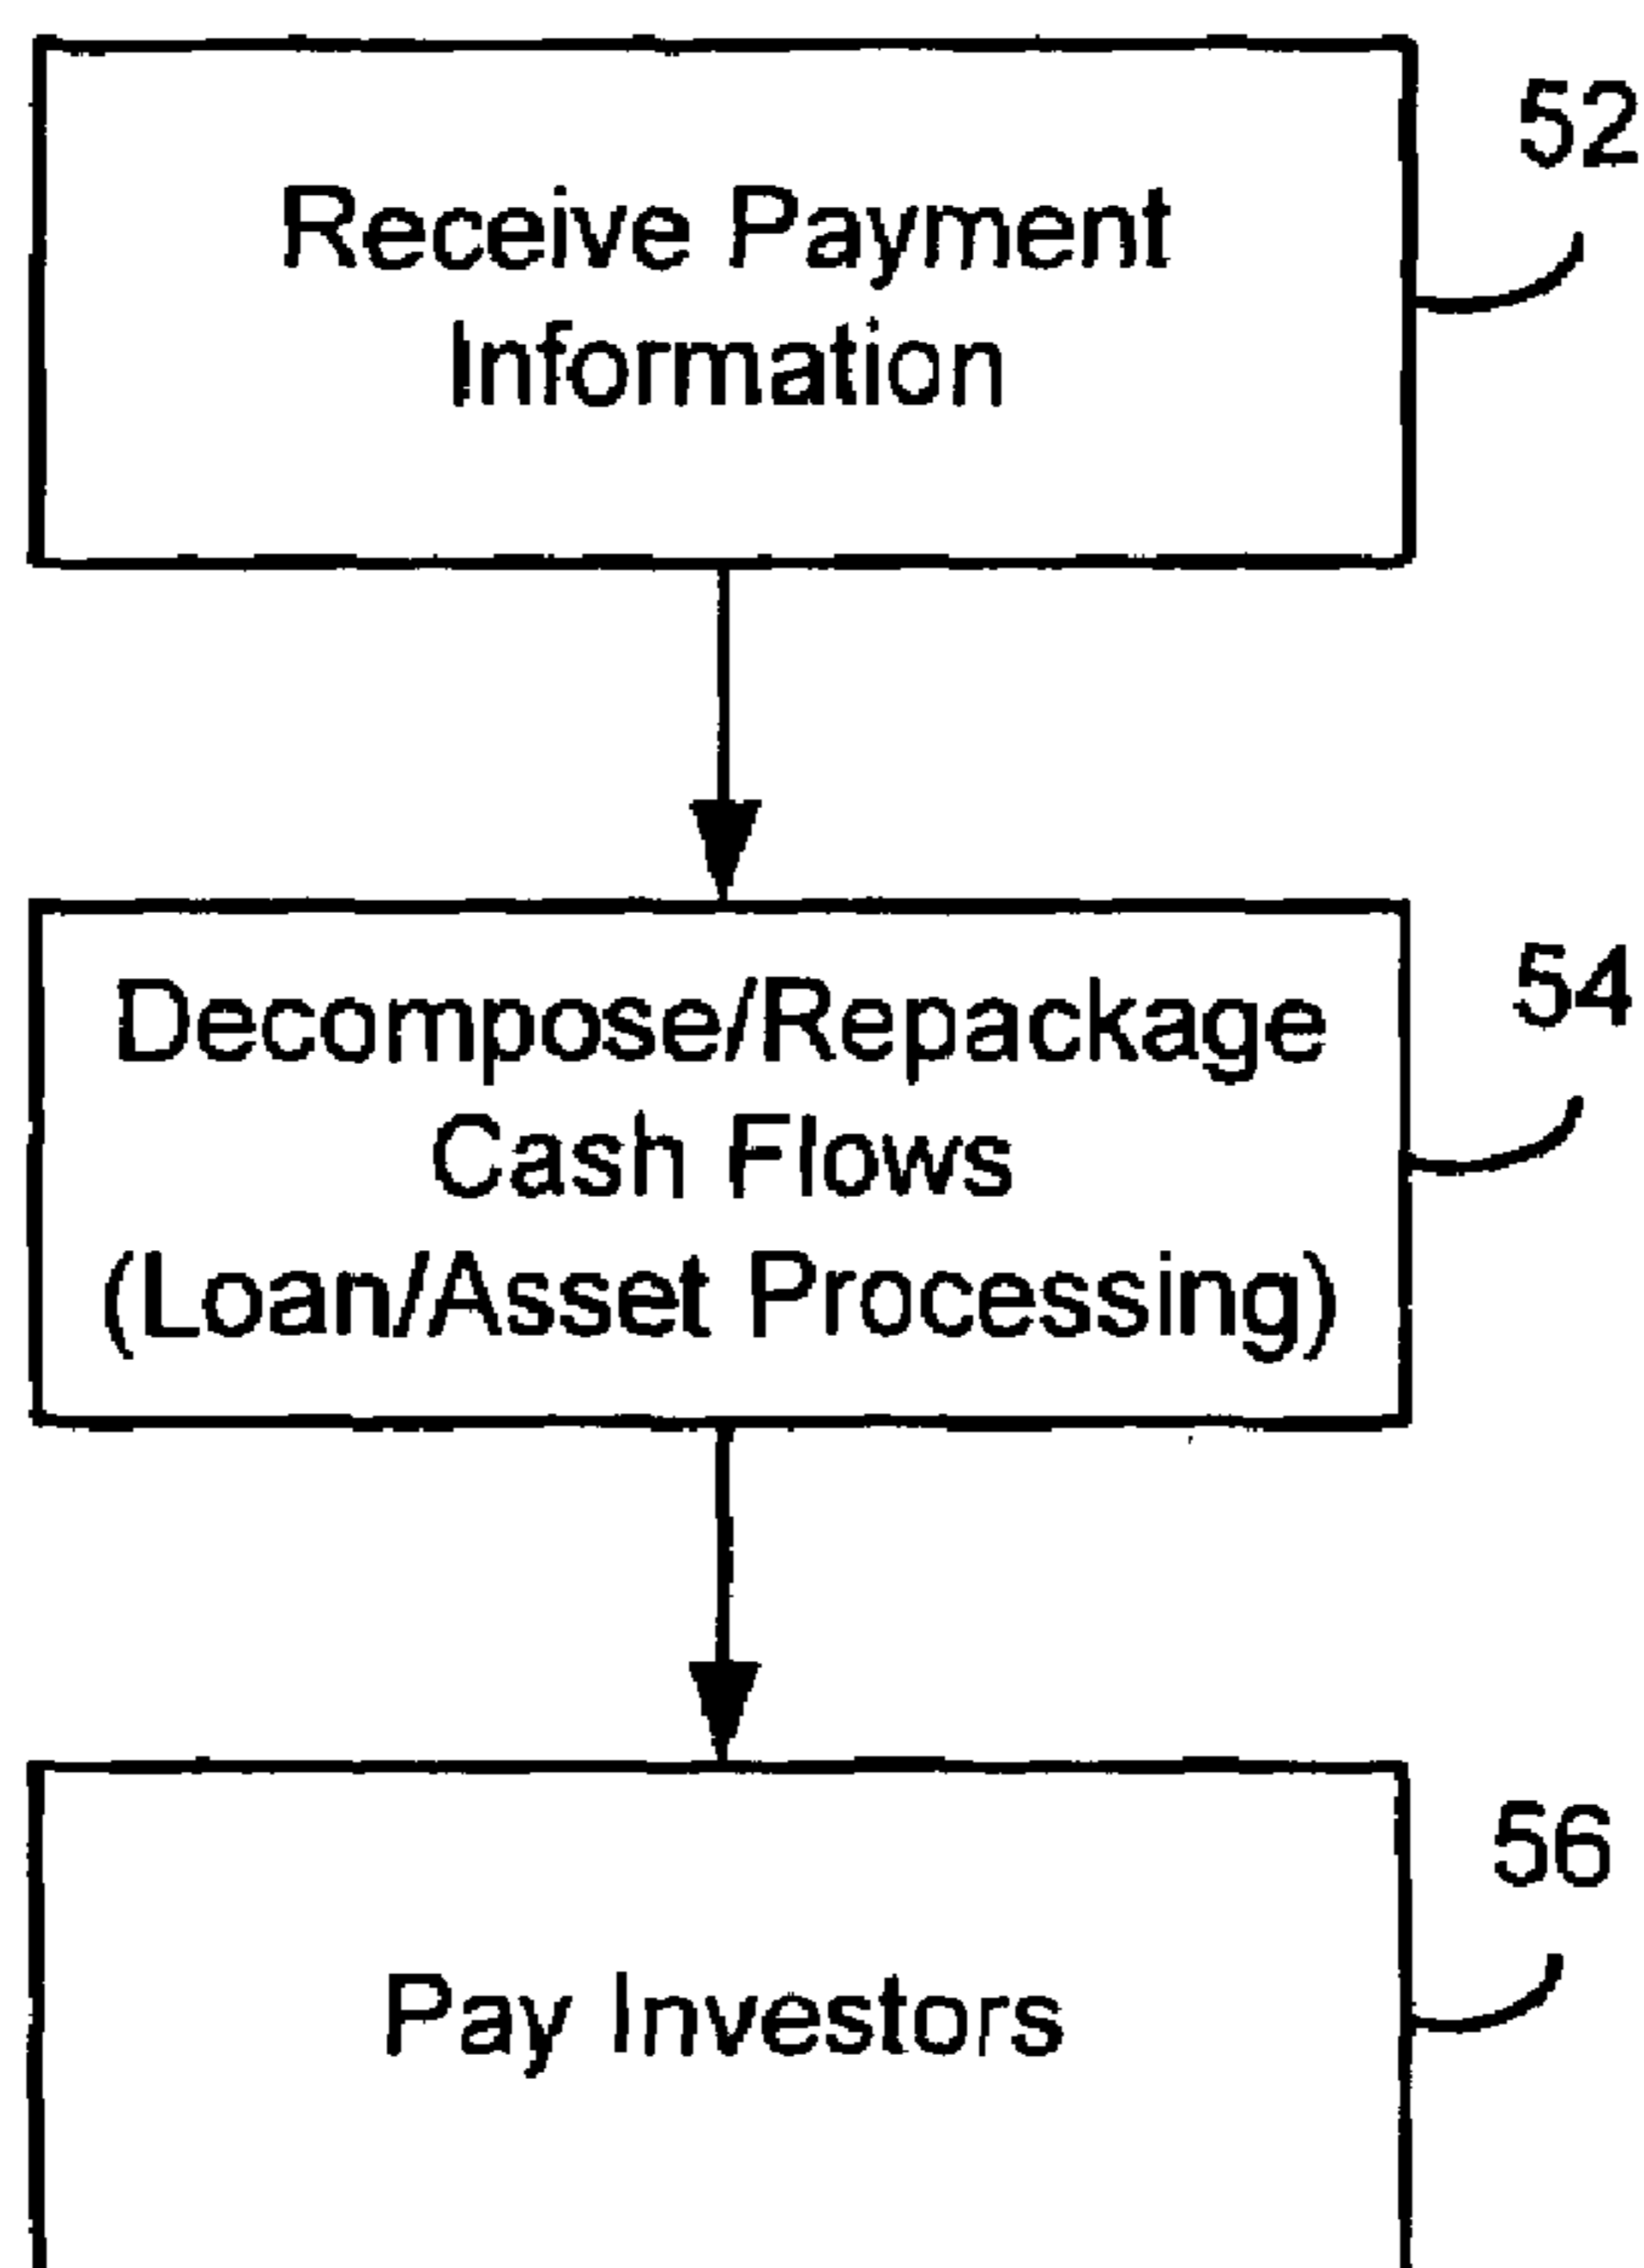 52
Receive Payment
Information
54
Decompose/Repackage
Cash Flows
(Loan/Asset Processing)
56
Pay Investors